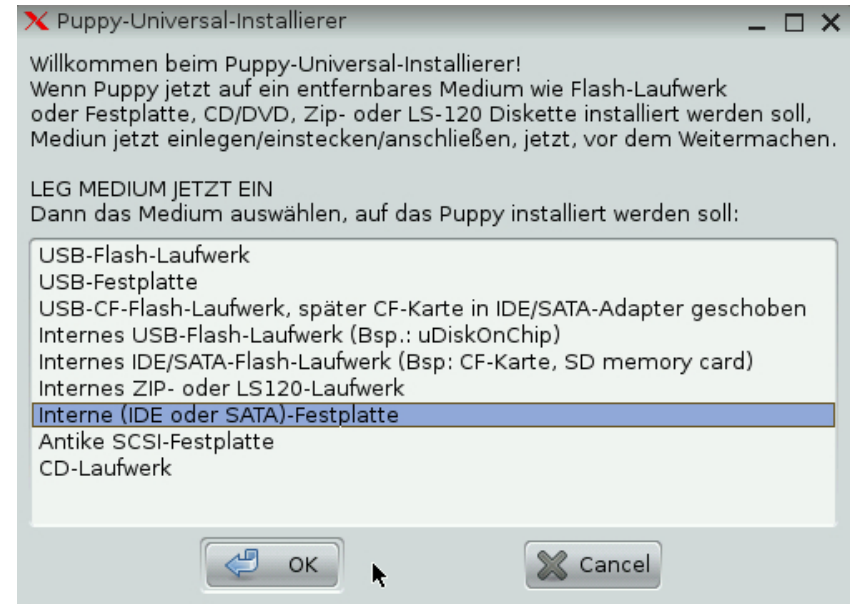 Puppy-Universal-Installierer
Willkommen beim Puppy-Universal-Installierer!
Wenn Puppy jetzt auf ein entfernbares Medium wie Flash-Laufwerk
oder Festplatte, CD/DVD, Zip- oder LS-120 Diskette installiert werden soll,
Mediun jetzt einlegen/einstecken/anschließen, jetzt, vor dem Weitermachen.
LEG MEDIUM JETZT EIN
Dann das Medium auswählen, auf das Puppy installiert werden soll:
USB-Flash-Laufwerk
USB-Festplatte
USB-CF-Flash-Laufwerk, später CF-Karte in IDE/SATA-Adapter geschoben
Internes USB-Flash-Laufwerk (Bsp.: uDiskOnChip)
Internes IDE/SATA-Flash-Laufwerk (Bsp: CF-Karte, SD memory card)
Internes ZIP- oder LS120-Laufwerk
Interne (IDE oder SATA)-Festplatte
Antike SCSI-Festplatte
CD-Laufwerk
OK Cancel